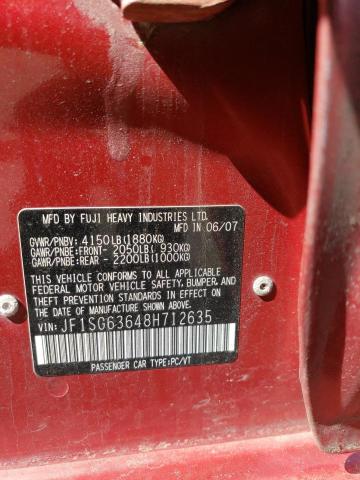 MFD BY FUJI HEAVY INDUSTRIES LTD.
MFD IN 06/07
GVWR/PNBV: 4150LB(1880KG)
GAWR/PNBE:FRONT- 2050LB( 930KG)
GAWR/PNBE:REAR - 2200LB(1000KG)
THIS VEHICLE CONFORMS TO ALL APPLICABLE
FEDERAL MOTOR VEHICLE SAFETY, BUMPER,
AND THEFT PREVENTION STANDARDS IN EFFECT
ON THE DATE OF MANUFACTURE SHOWN ABOVE.
VIN: JF1SG63648H712635
PASSENGER CAR TYPE:PC/VT